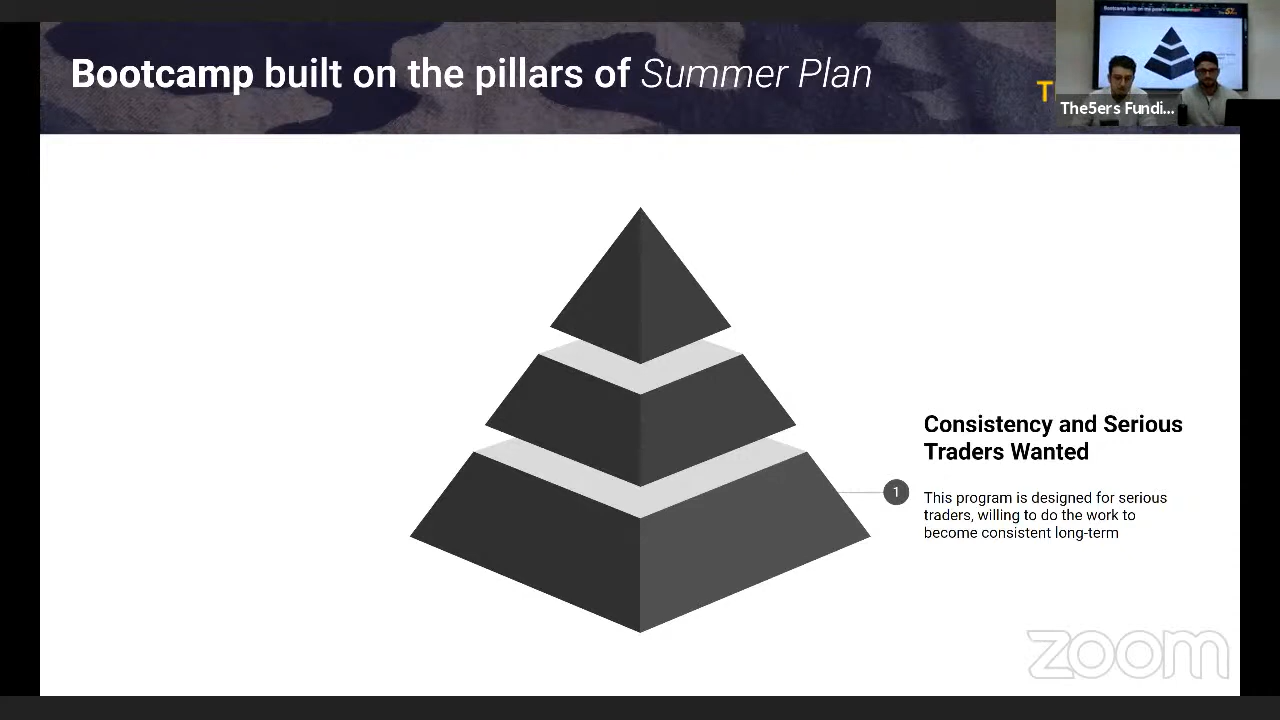 Bootcamp built on the pillars of Summer Plan
T
The5ers Fundi...
Consistency and Serious
Traders Wanted
1
This program is designed for serious
traders, willing to do the work to
become consistent long-term
zoom